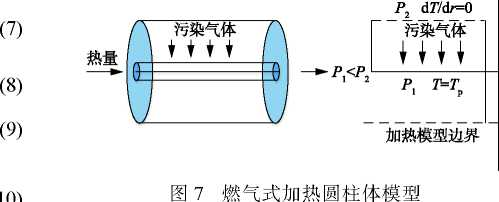 (7)
(8)
(9)
10)
污染气体
热量
P₁<P₂
P₂ dT/dr=0
污染气体
P₁ T=Tₚ
加热模型边界
图 7 燃气式加热圆柱体模型